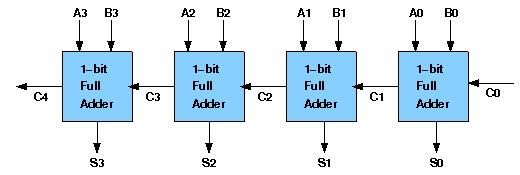 A3 B3 A2 B2 A1 B1 A0 B0
1-bit Full Adder
1-bit Full Adder
1-bit Full Adder
1-bit Full Adder
C4 C3 C2 C1 C0
S3 S2 S1 S0